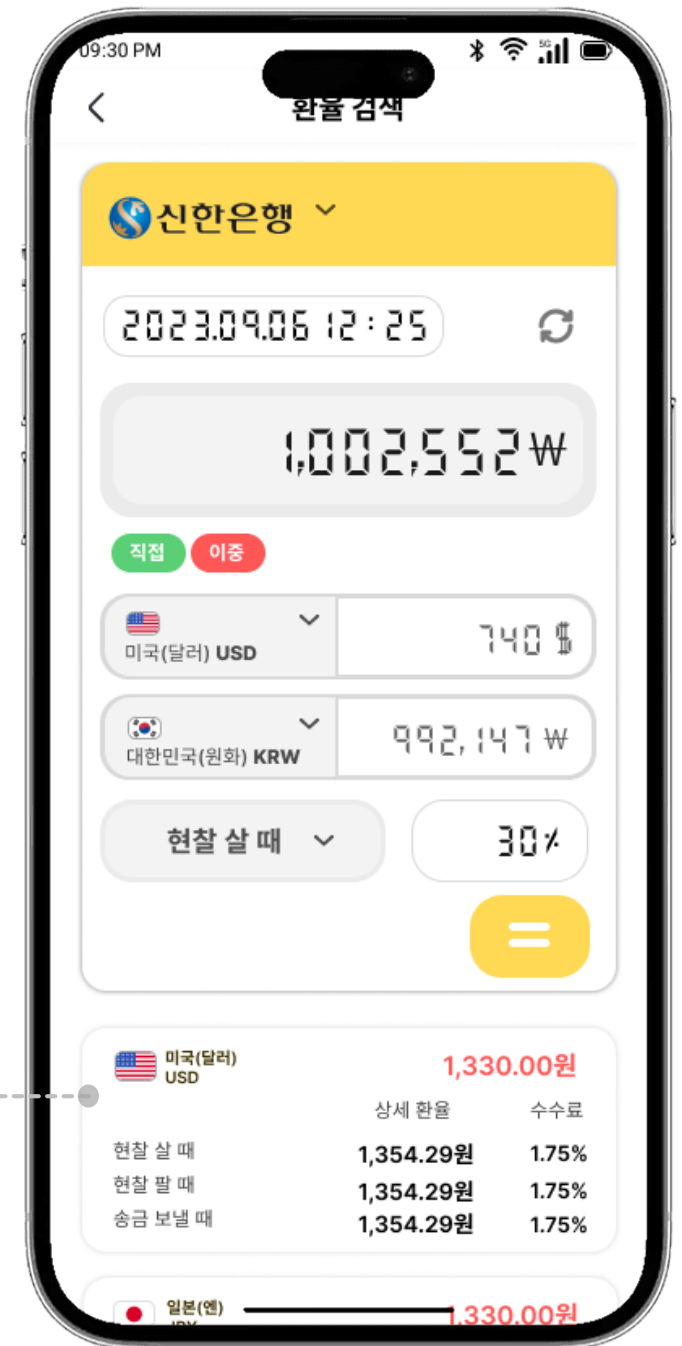 09:30 PM
5G
환율 검색
신한은행
2023.09.06 12:25
1,002,552₩
직접 이중
미국(달러) USD
740 $
대한민국(원화) KRW
992,147 ₩
현찰 살 때
30%
=
미국(달러)
USD
1,330.00원
상세 환율 수수료
현찰 살 때 1,354.29원 1.75%
현찰 팔 때 1,354.29원 1.75%
송금 보낼 때 1,354.29원 1.75%
일본(엔)
1,330.00원